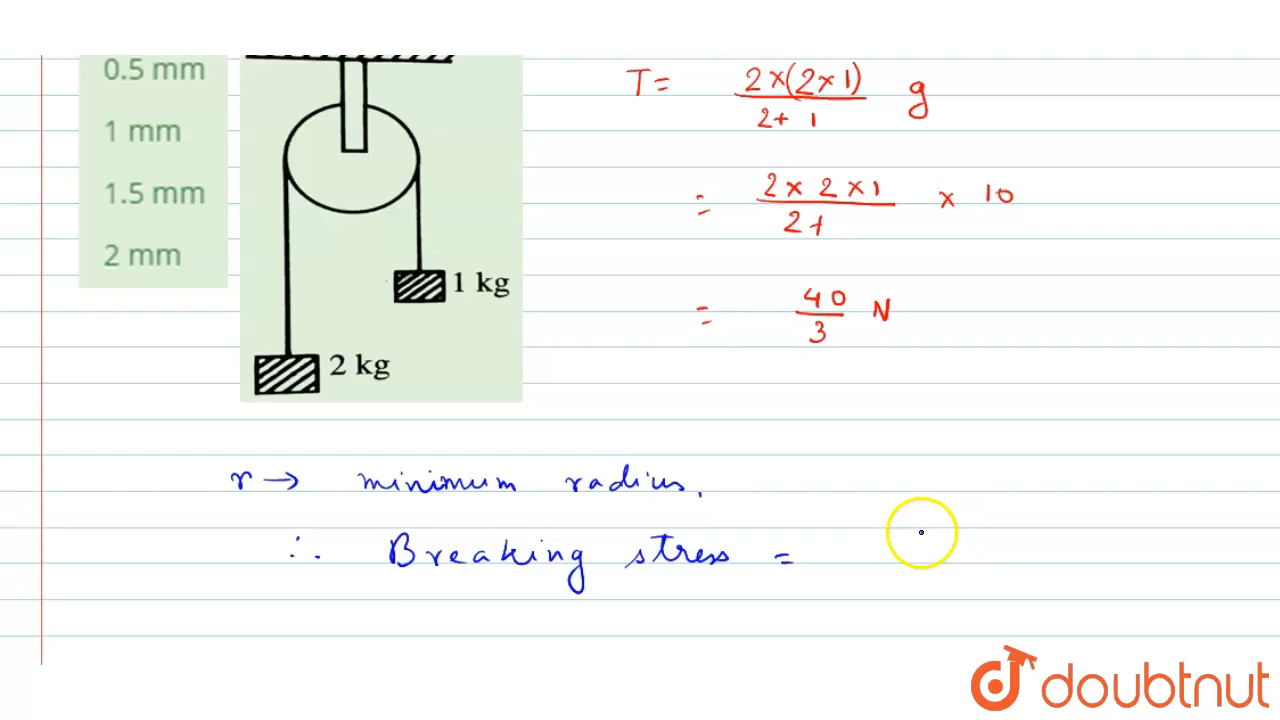 0.5 mm
1 mm
1.5 mm
2 mm
1 kg
2 kg
T= 2×(2×1) / 2+1 g
= 2×2×1 / 2+ × 10
= 40/3 N
r → minimum radius.
∴ Breaking stress =
doubtnut